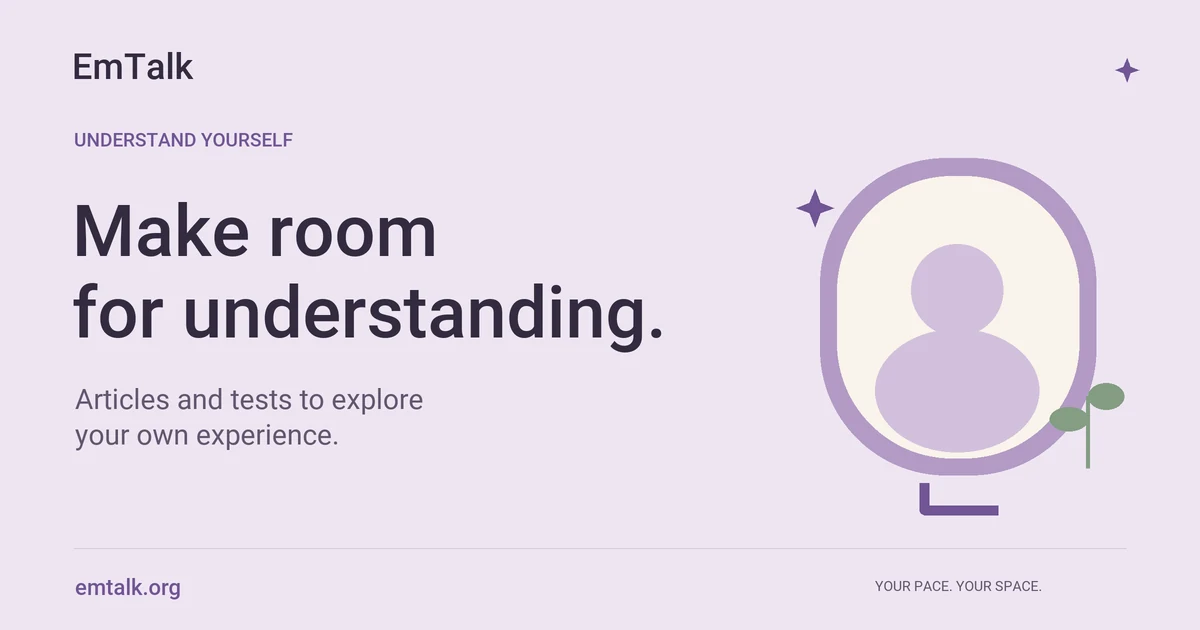 EmTalk
UNDERSTAND YOURSELF
Make room
for understanding.
Articles and tests to explore
your own experience.
emtalk.org
YOUR PACE. YOUR SPACE.